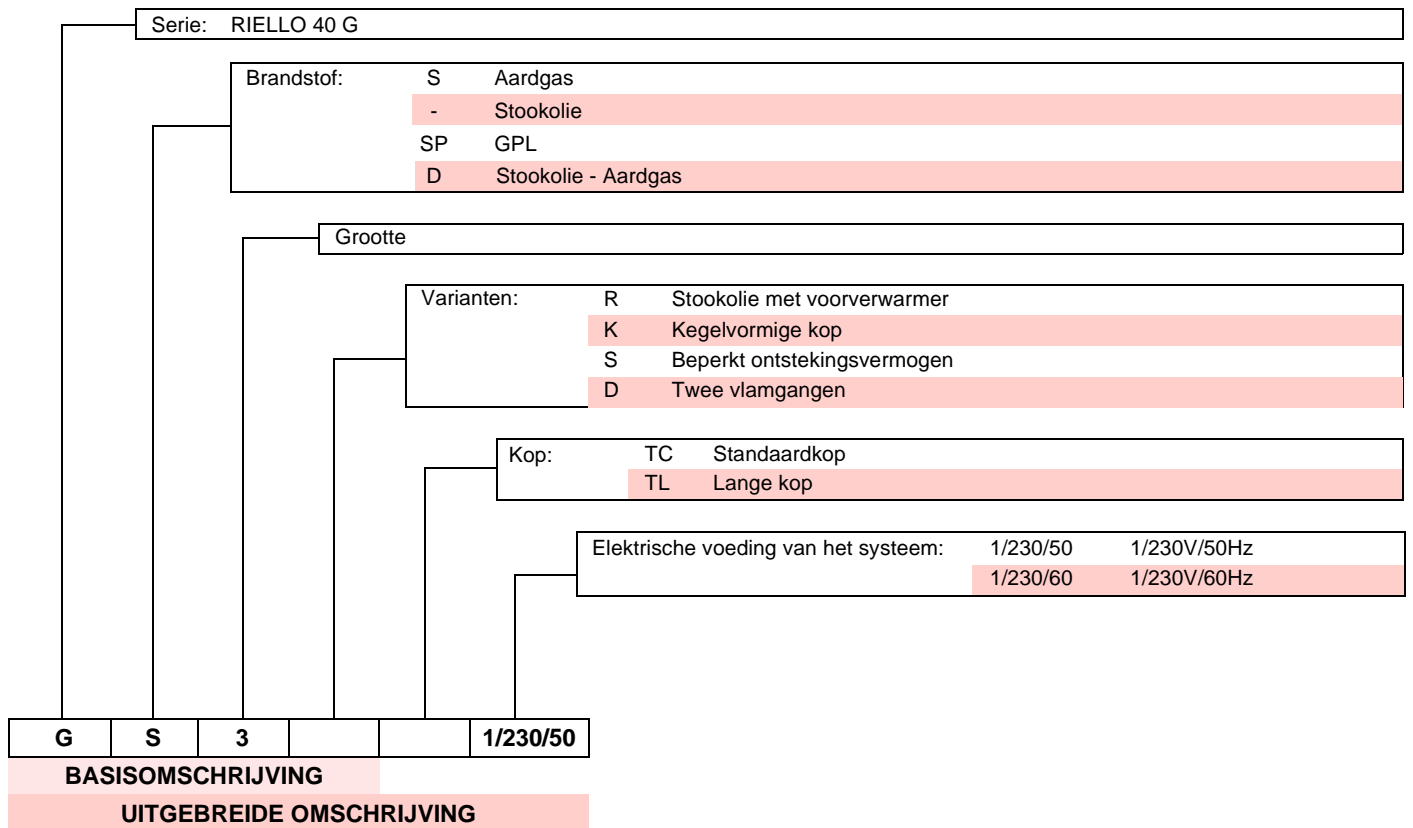 Serie: RIELLO 40 G
Brandstof: S Aardgas
- Stookolie
SP GPL
D Stookolie - Aardgas
Grootte
Varianten: R Stookolie met voorverwarmer
K Kegelvormige kop
S Beperkt ontstekingsvermogen
D Twee vlamgangen
Kop: TC Standaardkop
TL Lange kop
Elektrische voeding van het systeem: 1/230/50 1/230V/50Hz
1/230/60 1/230V/60Hz
G S 3 1/230/50
BASISOMSCHRIJVING
UITGEBREIDE OMSCHRIJVING